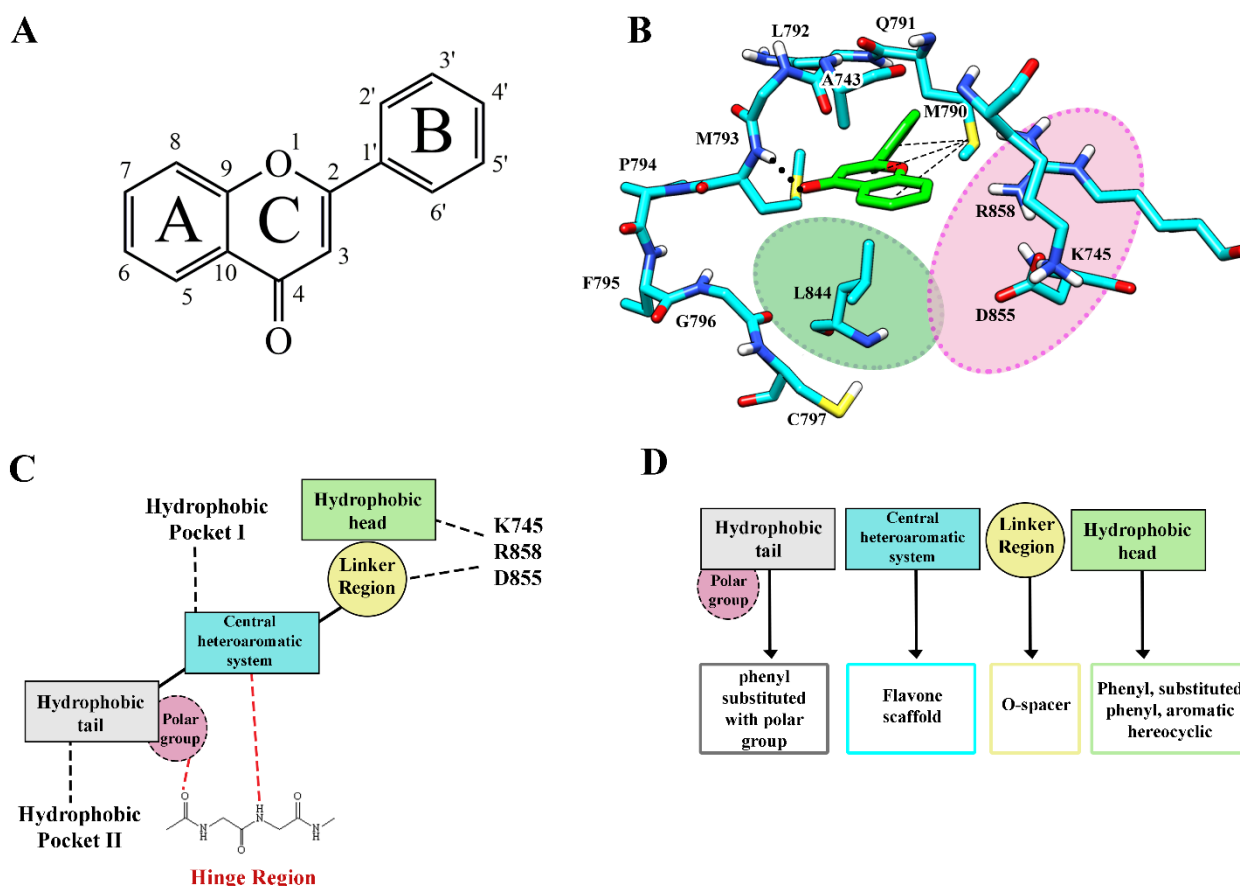 A
3'
2'
4'
B
8
1'
5'
7
9
O
1
2
6'
A
C
6
10
3
5
4
O
B
Q791
L792
A743
M790
M793
P794
R858
K745
F795
L844
D855
G796
C797
C
Hydrophobic
Pocket I
Hydrophobic
head
K745
R858
D855
Linker
Region
Central
heteroaromatic
system
Hydrophobic
tail
Polar
group
Hydrophobic
Pocket II
O
H
N
O
N
H
O
N
H
Hinge Region
D
Hydrophobic
tail
Central
heteroaromatic
system
Linker
Region
Hydrophobic
head
Polar
group
phenyl
substituted
with polar
group
Flavone
scaffold
O-spacer
Phenyl, substituted
phenyl, aromatic
hereocyclic